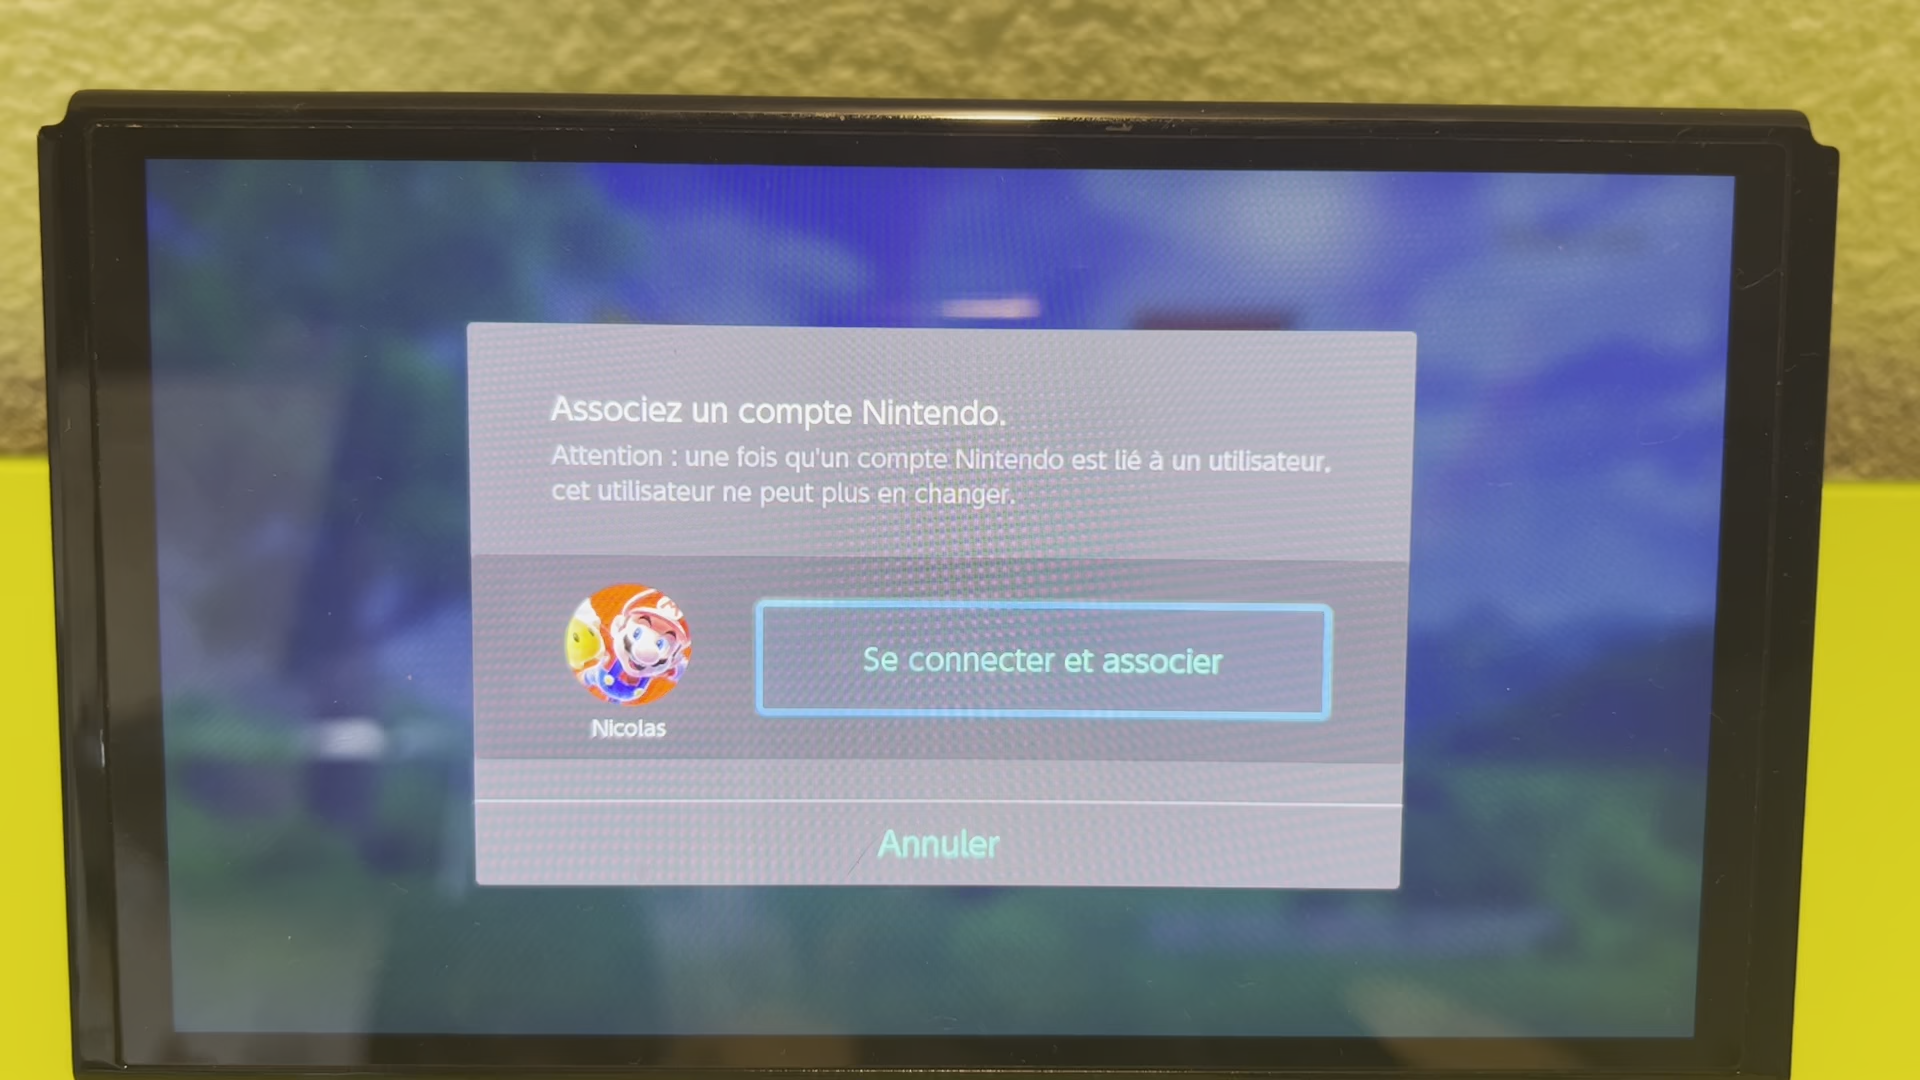 Associez un compte Nintendo.
Attention : une fois qu'un compte Nintendo est lié à un utilisateur,
cet utilisateur ne peut plus en changer.
Se connecter et associer
Nicolas
Annuler